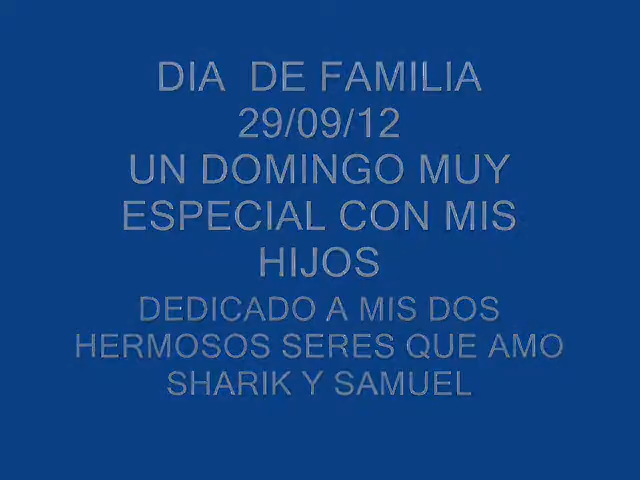 DIA  DE FAMILIA
29/09/12
UN DOMINGO MUY
ESPECIAL CON MIS
HIJOS
DEDICADO A MIS DOS
HERMOSOS SERES QUE AMO
SHARIK Y SAMUEL